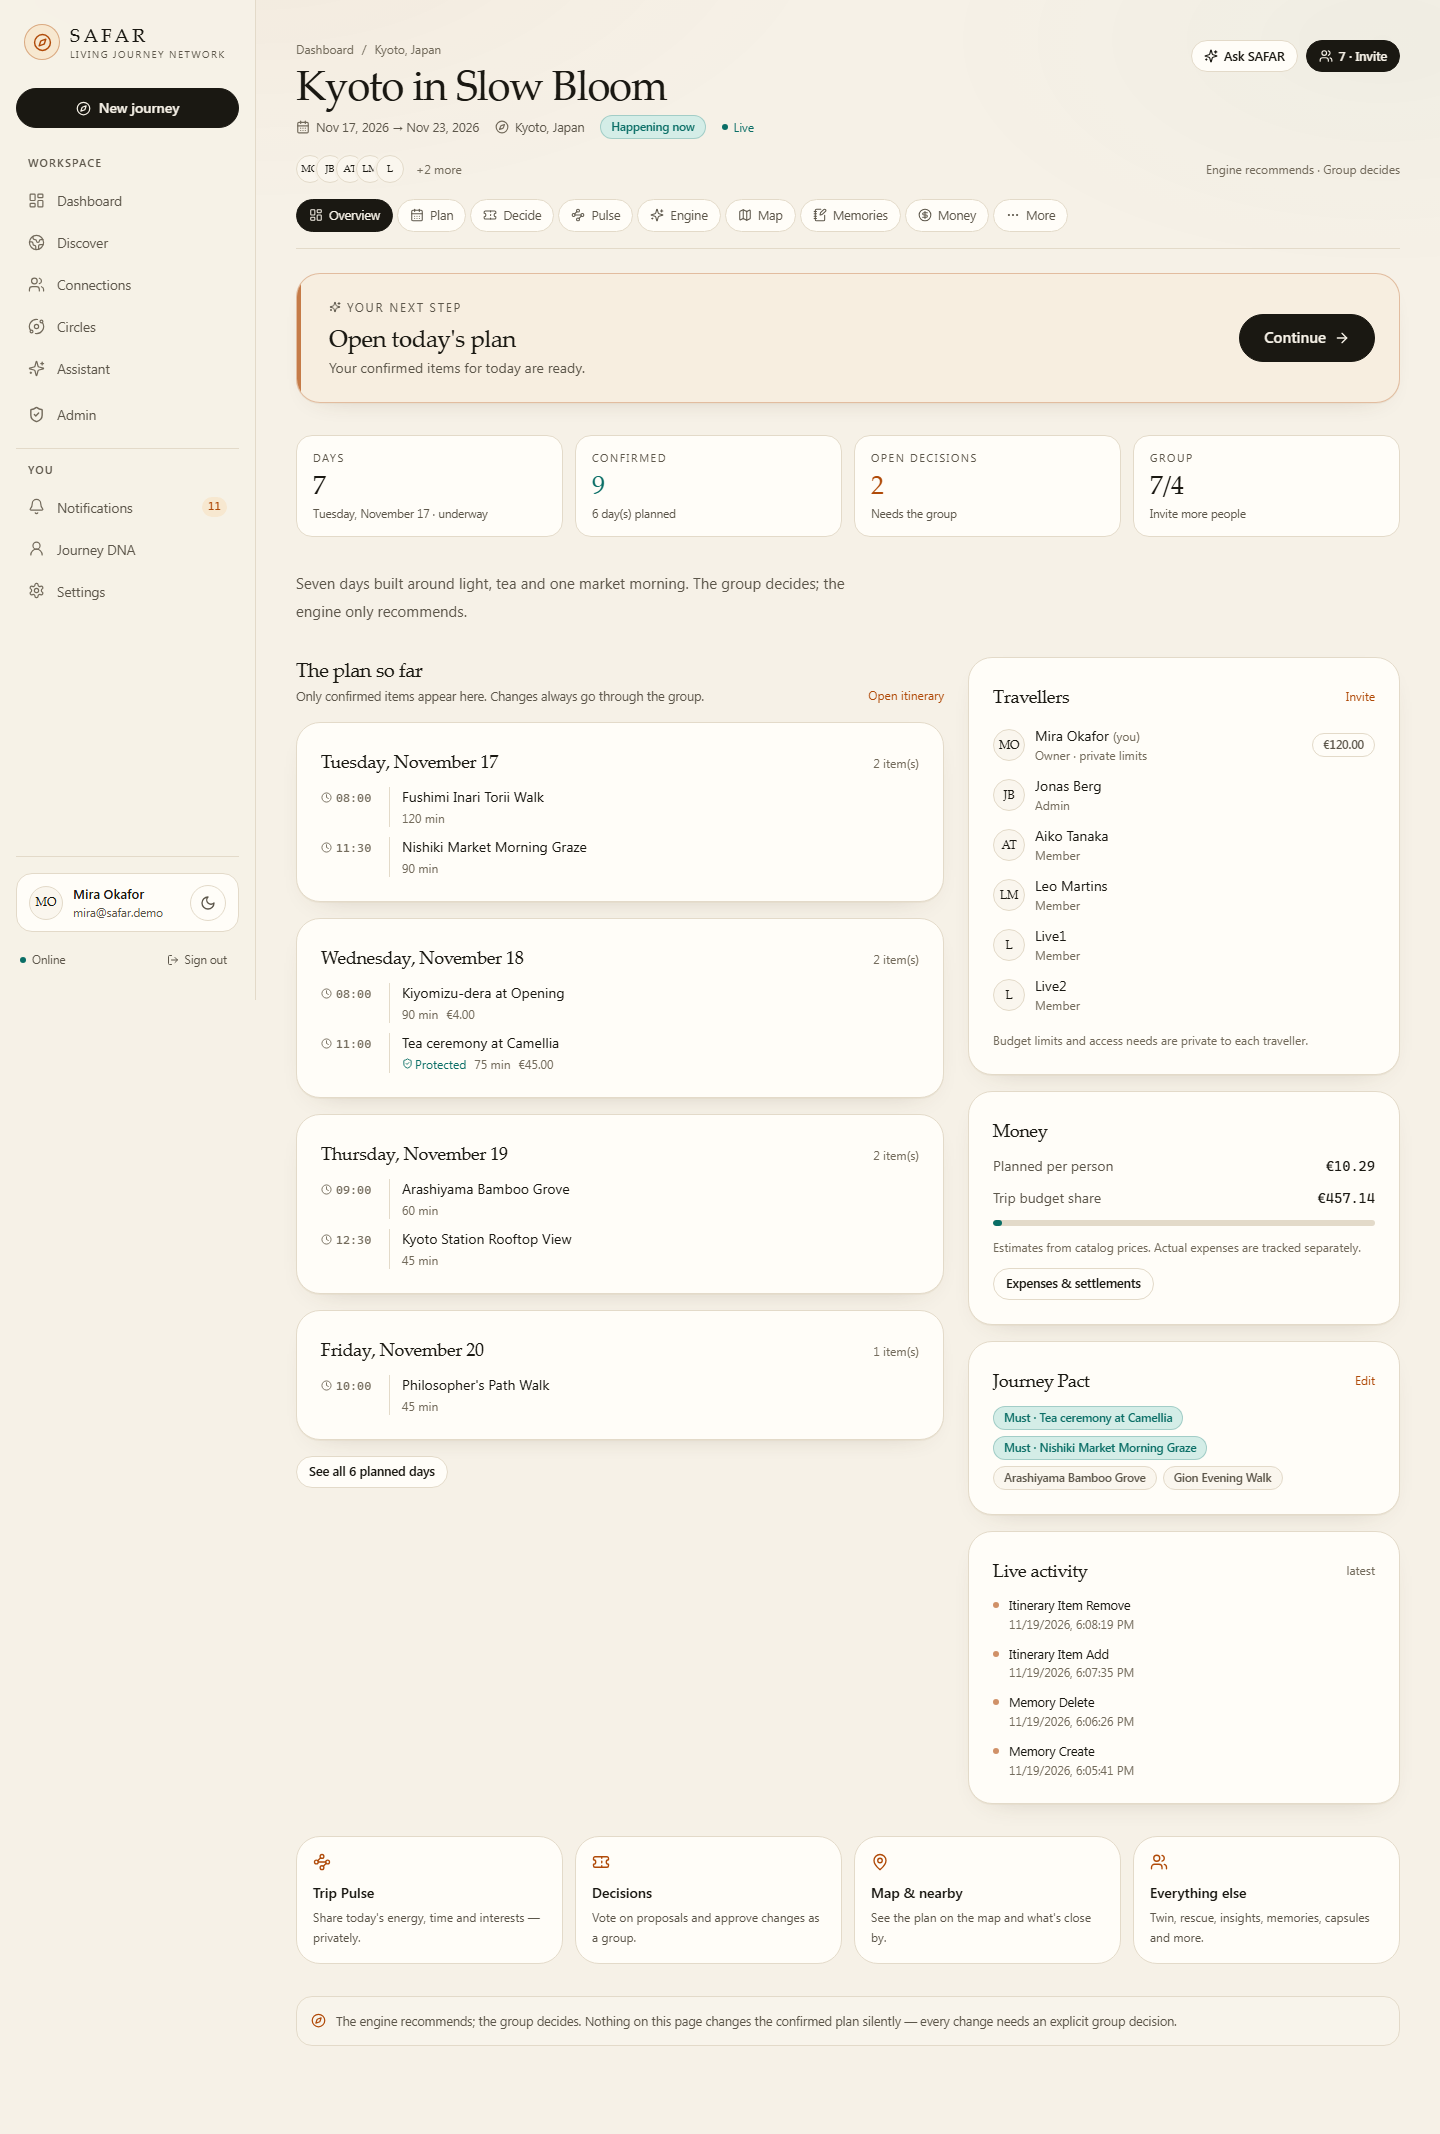 SAFAR
LIVING JOURNEY NETWORK
New journey
WORKSPACE
Dashboard
Discover
Connections
Circles
Assistant
Admin
YOU
Notifications 11
Journey DNA
Settings
MO Mira Okafor
mira@safar.demo
Online Sign out
Dashboard / Kyoto, Japan
Ask SAFAR 7 · Invite
Kyoto in Slow Bloom
Nov 17, 2026 → Nov 23, 2026 Kyoto, Japan Happening now Live
JB AT L +2 more
Engine recommends · Group decides
Overview Plan Decide Pulse Engine Map Memories Money More
YOUR NEXT STEP
Open today's plan
Your confirmed items for today are ready.
Continue
DAYS
7
Tuesday, November 17 · underway
CONFIRMED
9
6 day(s) planned
OPEN DECISIONS
2
Needs the group
GROUP
7/4
Invite more people
Seven days built around light, tea and one market morning. The group decides; the
engine only recommends.
The plan so far
Only confirmed items appear here. Changes always go through the group. Open itinerary
Tuesday, November 17 2 item(s)
08:00 Fushimi Inari Torii Walk
120 min
11:30 Nishiki Market Morning Graze
90 min
Wednesday, November 18 2 item(s)
08:00 Kiyomizu-dera at Opening
90 min €4.00
11:00 Tea ceremony at Camellia
Protected 75 min €45.00
Thursday, November 19 2 item(s)
09:00 Arashiyama Bamboo Grove
60 min
12:30 Kyoto Station Rooftop View
45 min
Friday, November 20 1 item(s)
10:00 Philosopher's Path Walk
45 min
See all 6 planned days
Travellers Invite
MO Mira Okafor (you) €120.00
Owner · private limits
JB Jonas Berg
Admin
AT Aiko Tanaka
Member
LM Leo Martins
Member
L Live1
Member
L Live2
Member
Budget limits and access needs are private to each traveller.
Money
Planned per person €10.29
Trip budget share €457.14
Estimates from catalog prices. Actual expenses are tracked separately.
Expenses & settlements
Journey Pact Edit
Must · Tea ceremony at Camellia
Must · Nishiki Market Morning Graze
Arashiyama Bamboo Grove Gion Evening Walk
Live activity latest
Itinerary Item Remove
11/19/2026, 6:08:19 PM
Itinerary Item Add
11/19/2026, 6:07:35 PM
Memory Delete
11/19/2026, 6:06:26 PM
Memory Create
11/19/2026, 6:05:41 PM
Trip Pulse
Share today's energy, time and interests —
privately.
Decisions
Vote on proposals and approve changes as
a group.
Map & nearby
See the plan on the map and what's close
by.
Everything else
Twin, rescue, insights, memories, capsules
and more.
The engine recommends; the group decides. Nothing on this page changes the confirmed plan silently — every change needs an explicit group decision.